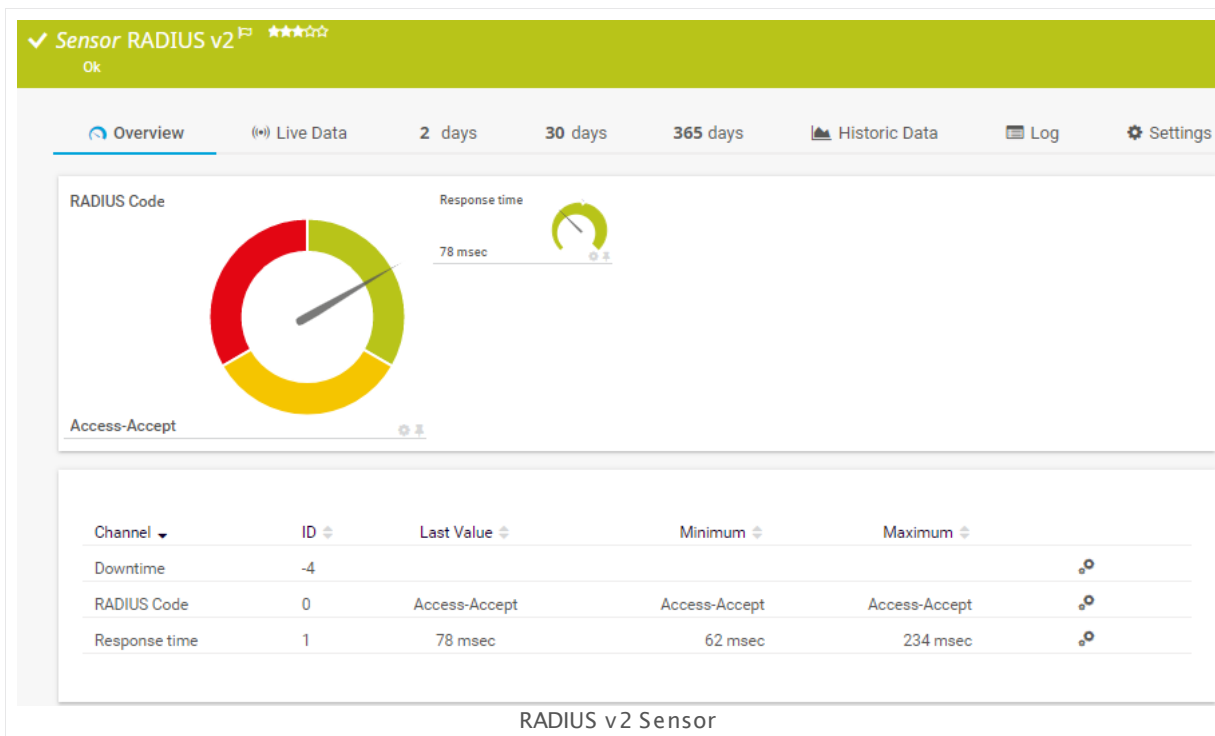 Sensor RADIUS v2
Ok
Overview Live Data 2 days 30 days 365 days Historic Data Log Settings
RADIUS Code
Response time
78 msec
Access-Accept
Channel ID Last Value Minimum Maximum
Downtime -4
RADIUS Code 0 Access-Accept Access-Accept Access-Accept
Response time 1 78 msec 62 msec 234 msec
RADIUS v2 Sensor